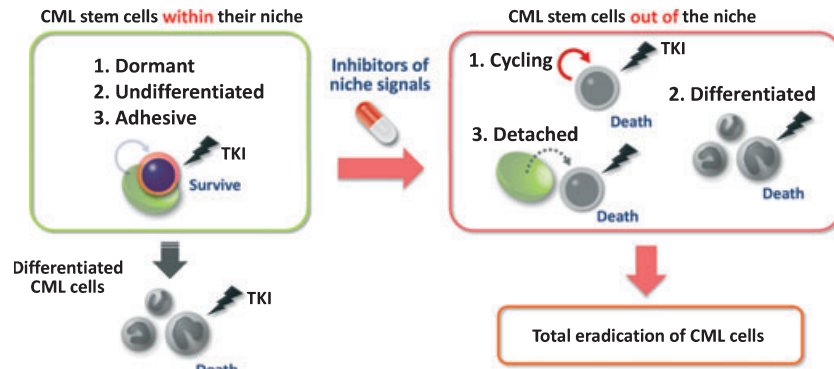 CML stem cells within their niche
1. Dormant
2. Undifferentiated
3. Adhesive
TKI
Survive
Differentiated
CML cells
TKI
Death
Inhibitors of
niche signals
CML stem cells out of the niche
1. Cycling
TKI
Death
2. Differentiated
Death
3. Detached
Death
Total eradication of CML cells